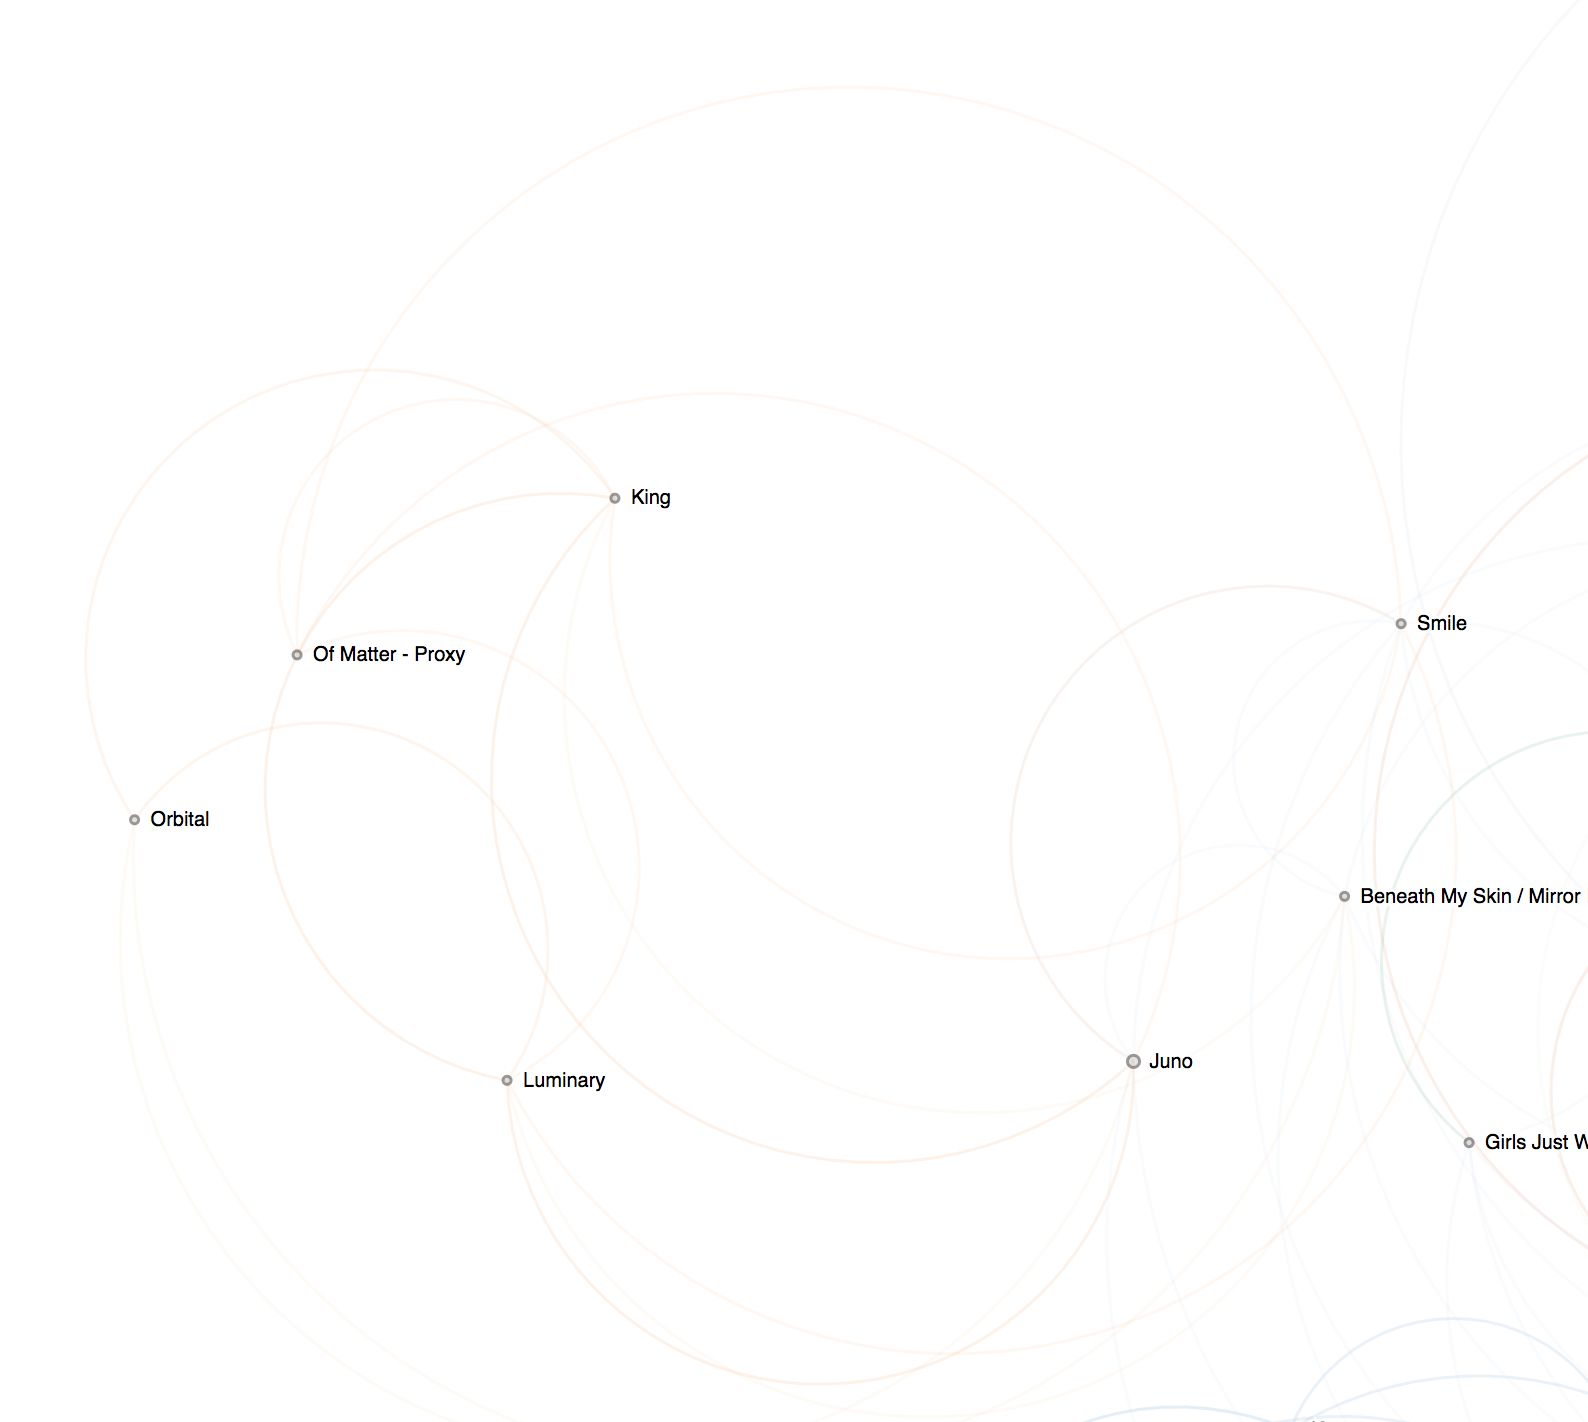 King
Smile
Of Matter - Proxy
Orbital
Beneath My Skin / Mirror
Juno
Luminary
Girls Just W